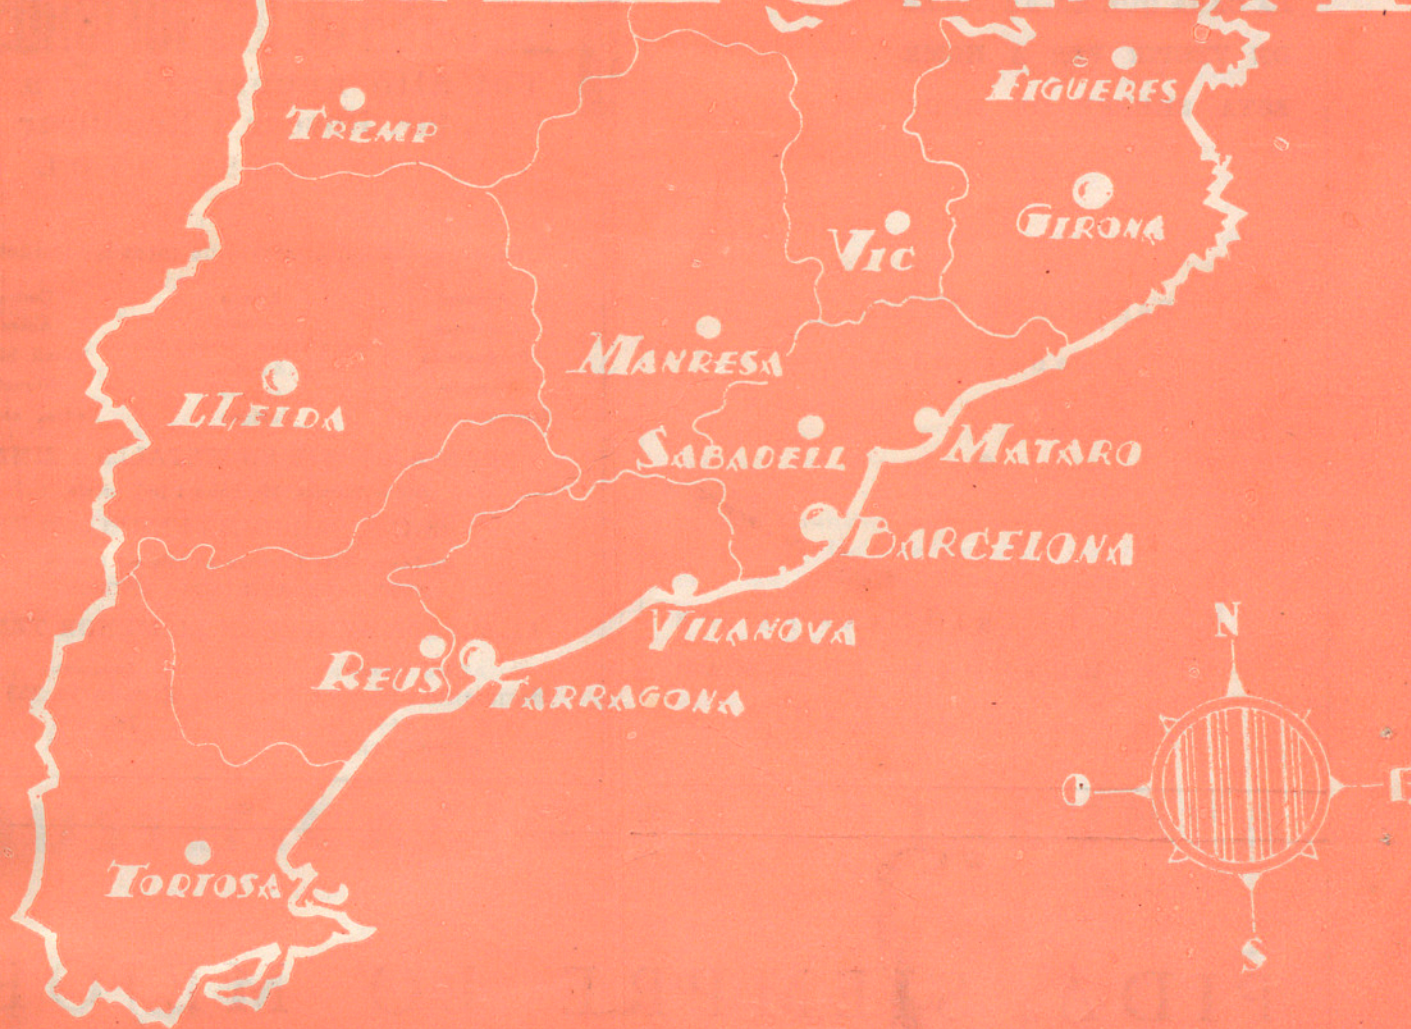 FIGUERES
TREMP
GIRONA
VIC
MANRESA
LLEIDA
SABADELL
MATARO
BARCELONA
VILANOVA
REUS
TARRAGONA
TORTOSA
N
O
E
S